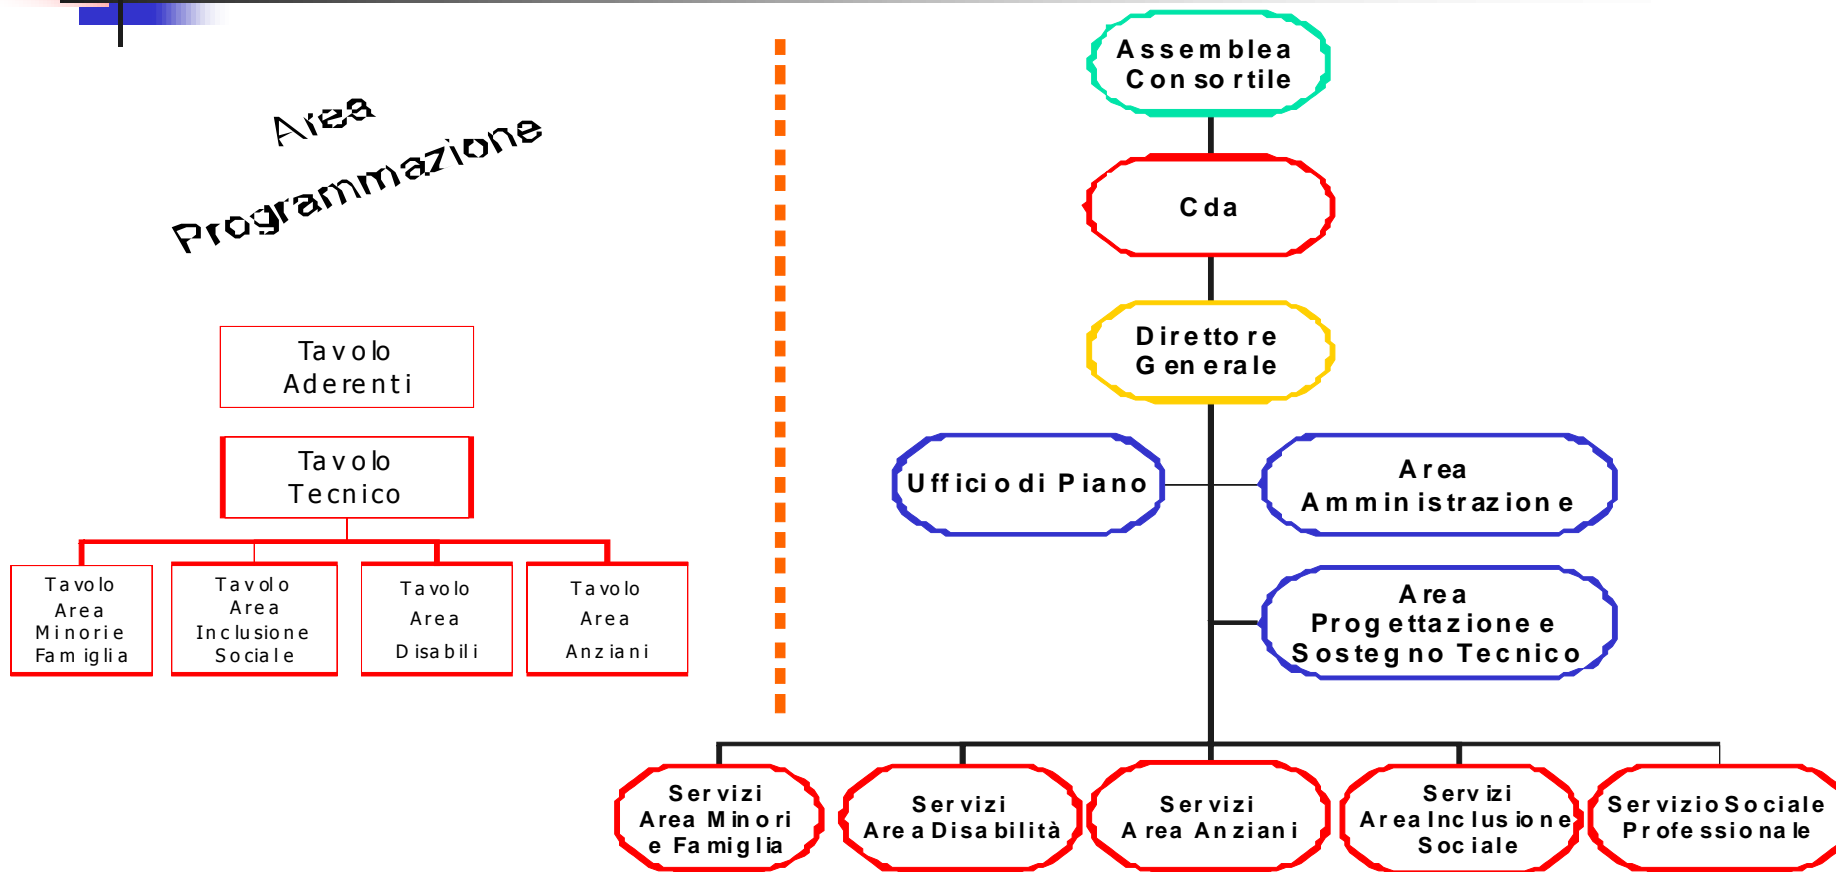 Area
Programmazione
Tavolo
Aderenti
Tavolo
Tecnico
Tavolo
Area
Minori e
Famiglia
Tavolo
Area
Inclusione
Sociale
Tavolo
Area
Disabili
Tavolo
Area
Anziani
Assemblea
Consortile
Cda
Direttore
Generale
Ufficio di Piano
Area
Amministrazione
Area
Progettazione e
Sostegno Tecnico
Servizi
Area Minori
e Famiglia
Servizi
Area Disabilità
Servizi
Area Anziani
Servizi
Area Inclusione
Sociale
Servizio Sociale
Professionale